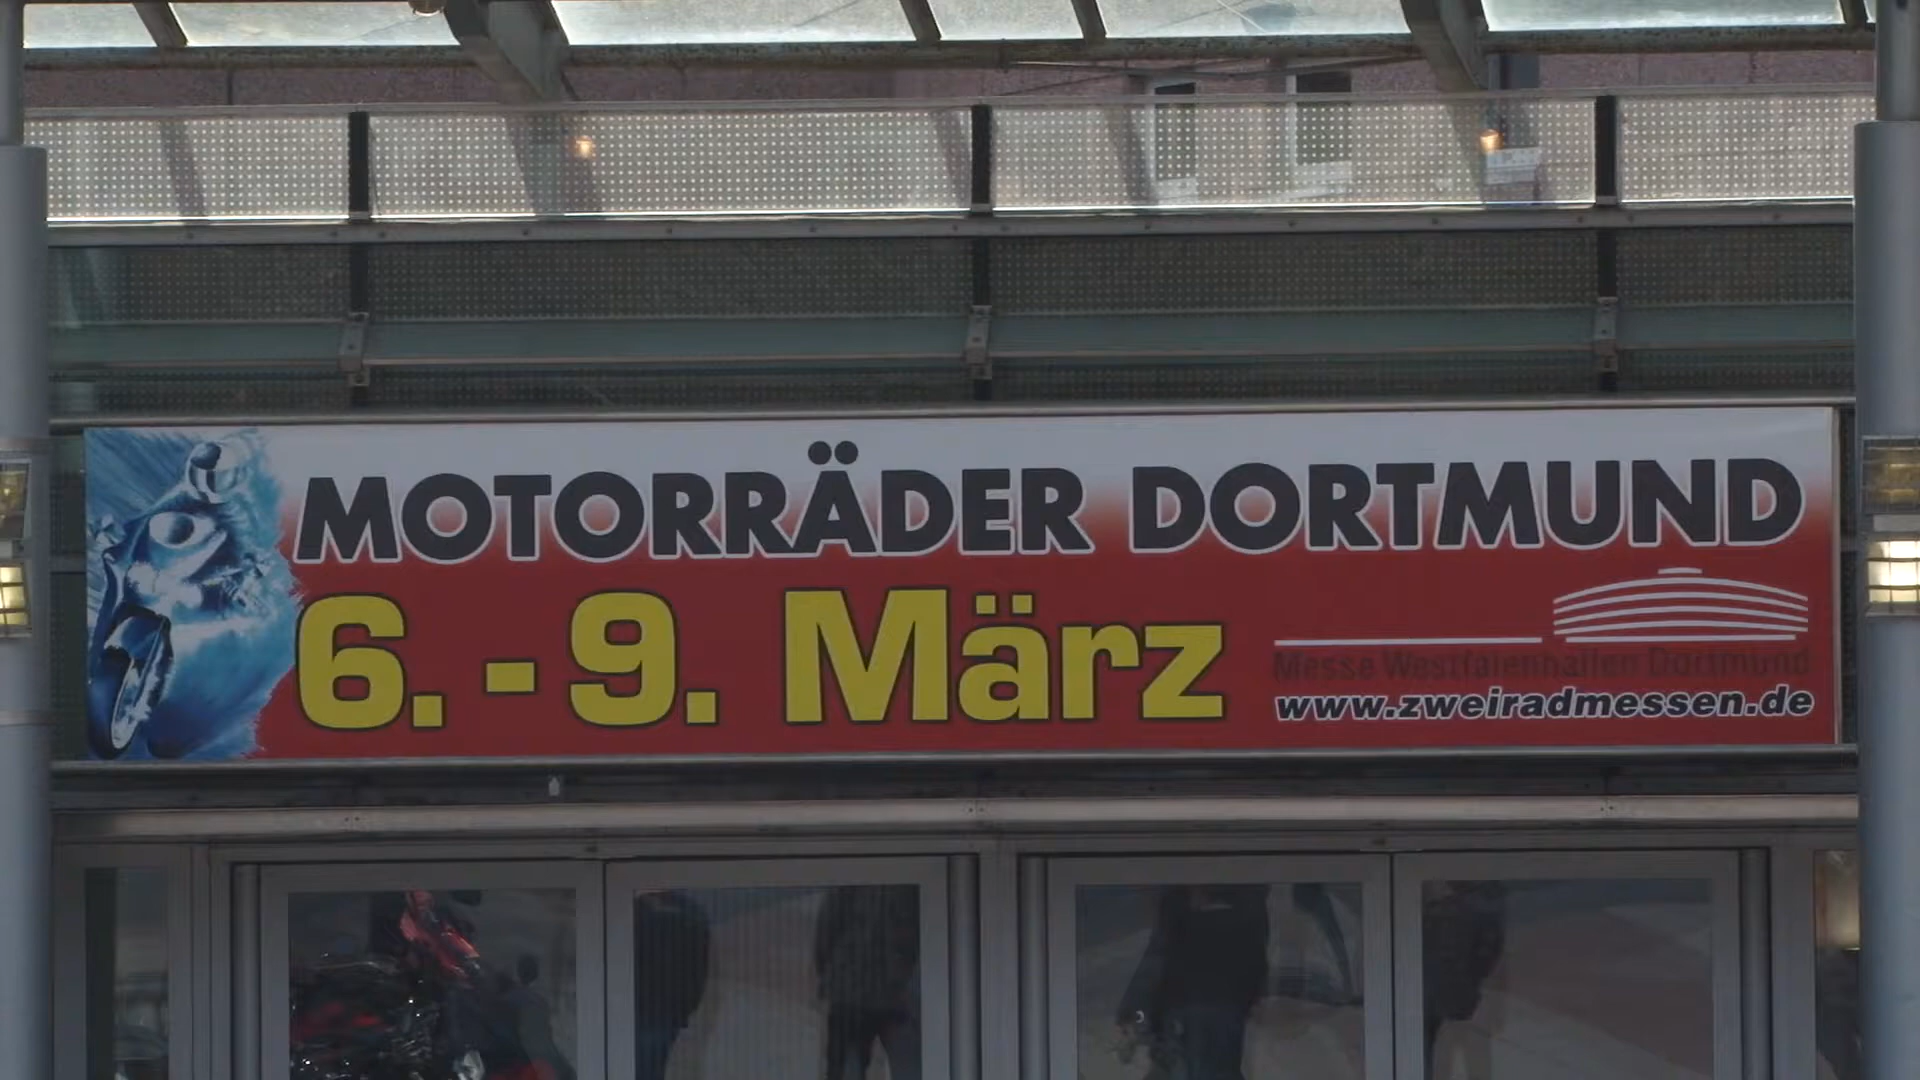 MOTORRÄDER DORTMUND
6. - 9. März
Messe Westfalenhallen Dortmund
www.zweiradmessen.de